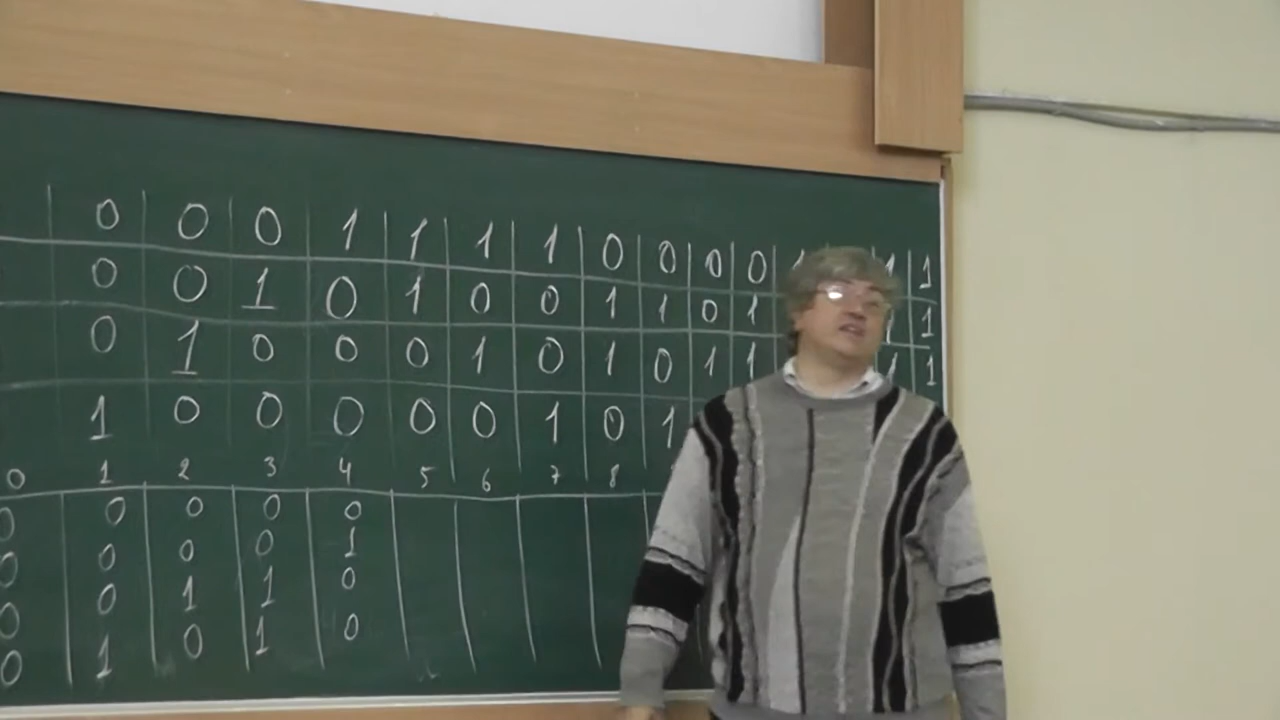 0 0 0 1 1 1 1 0 0 0 0 1 1 1
0 0 1 0 1 0 0 1 1 0 1 1 1
0 1 0 0 0 1 0 1 0 1 1 1 1
1 0 0 0 0 0 1 0 1
0 1 2 3 4 5 6 7 8
0 0 0 0 0
0 0 0 0 1
0 0 1 1 0
0 1 0 1 0